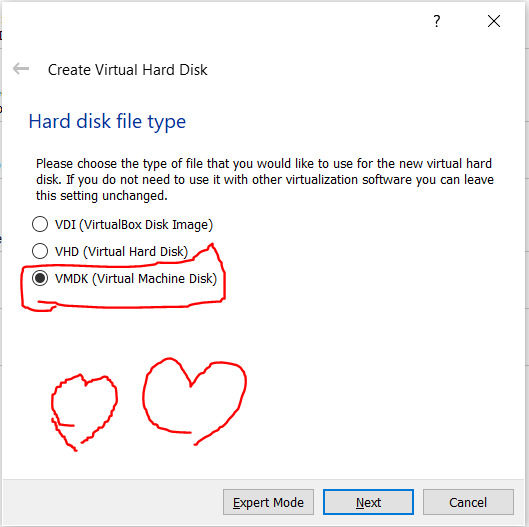 ?
Create Virtual Hard Disk
Hard disk file type
Please choose the type of file that you would like to use for the new virtual hard
disk. If you do not need to use it with other virtualization software you can leave
this setting unchanged.
VDI (VirtualBox Disk Image)
VHD (Virtual Hard Disk)
VMDK (Virtual Machine Disk)
Expert Mode Next Cancel